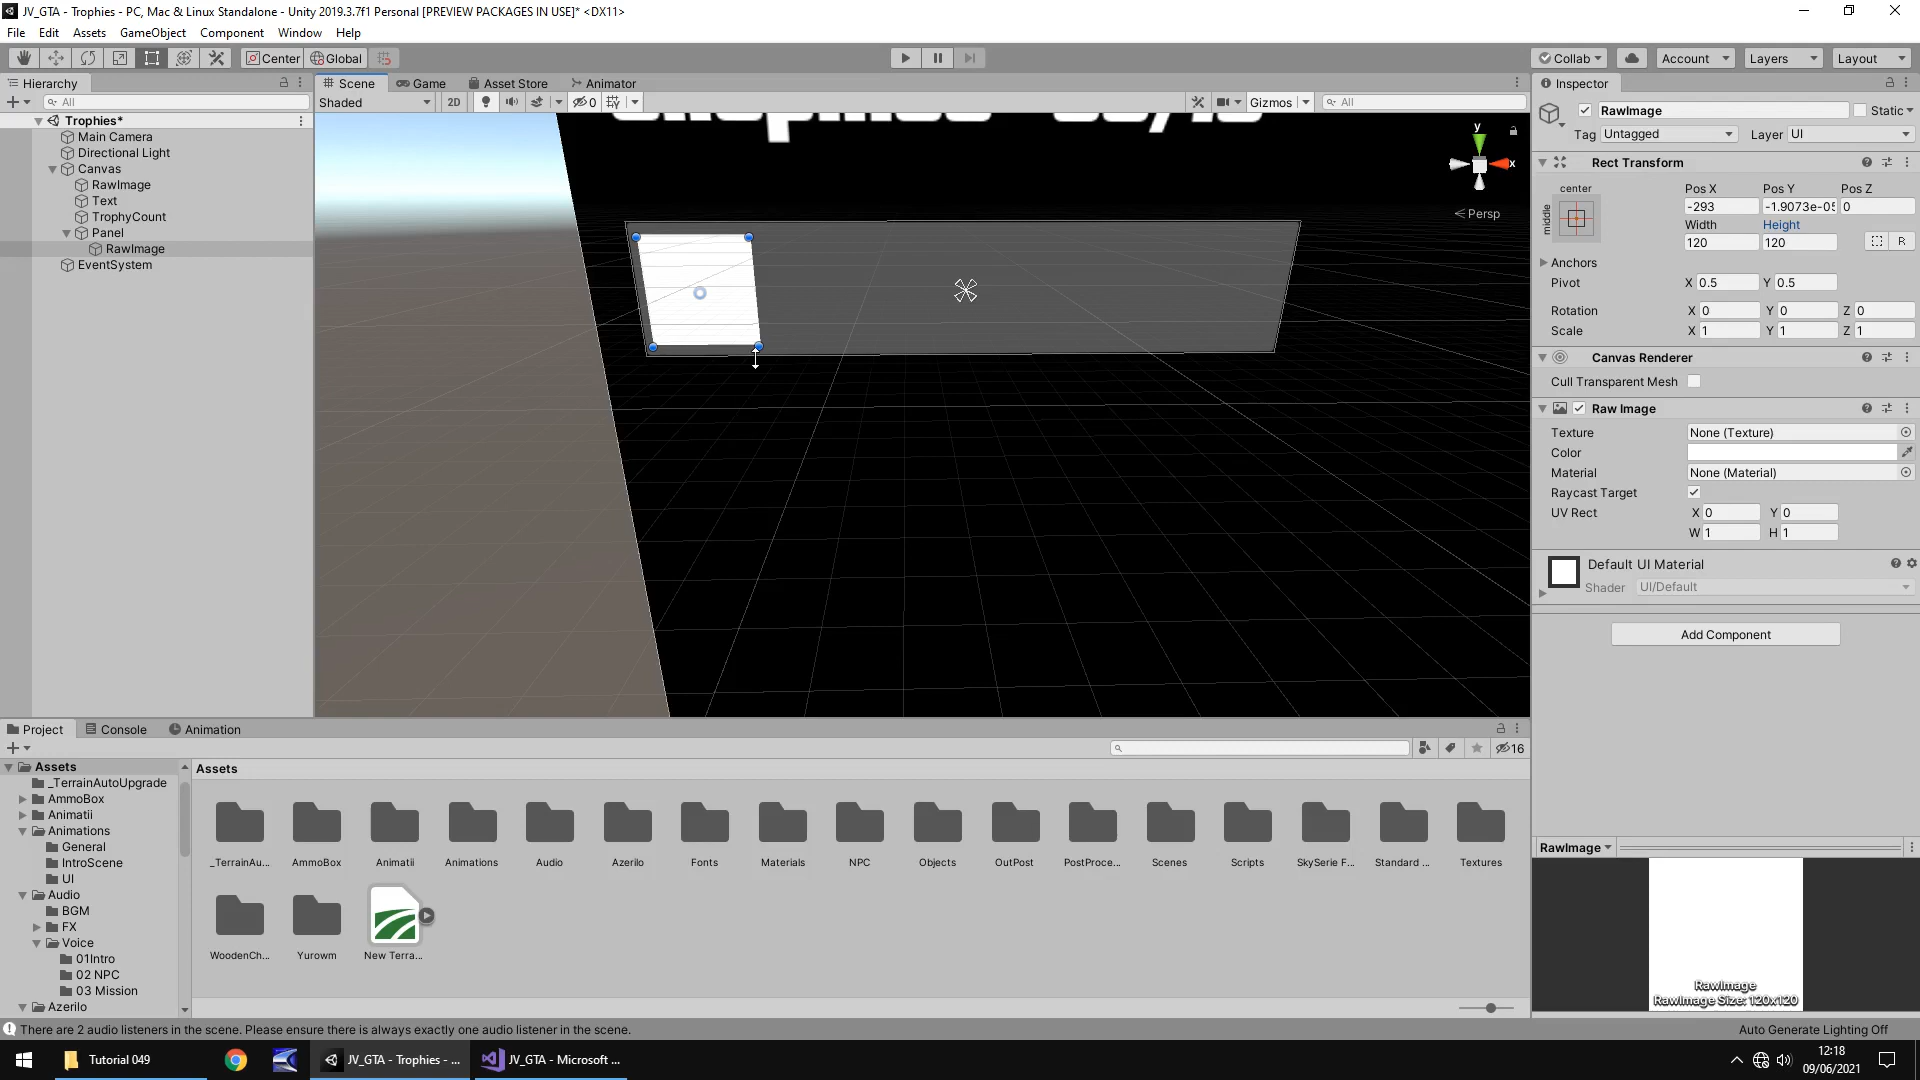 JV_GTA - Trophies - PC, Mac & Linux Standalone - Unity 2019.3.7f1 Personal [PREVIEW PACKAGES IN USE]* <DX11>
File Edit Assets GameObject Component Window Help
Center Global Collab Account Layers Layout
Hierarchy Scene Game Asset Store Animator Inspector
All Shaded 2D 0 Gizmos All
RawImage Static
Tag Untagged Layer UI
Trophies*
Main Camera
Directional Light
Canvas
RawImage
Text
TrophyCount
Panel
RawImage
EventSystem
y
x
Persp
Rect Transform
center
middle
Pos X Pos Y Pos Z
-293 -1.9073e-05 0
Width Height
120 120
R
Anchors
Pivot X 0.5 Y 0.5
Rotation X 0 Y 0 Z 0
Scale X 1 Y 1 Z 1
Canvas Renderer
Cull Transparent Mesh
Raw Image
Texture None (Texture)
Color
Material None (Material)
Raycast Target
UV Rect X 0 Y 0
W 1 H 1
Default UI Material
Shader UI/Default
Add Component
Project Console Animation
16
Assets
_TerrainAutoUpgrade
AmmoBox
Animatii
Animations
General
IntroScene
UI
Audio
BGM
FX
Voice
01Intro
02 NPC
03 Mission
Azerilo
Assets
_TerrainAu... AmmoBox Animatii Animations Audio Azerilo Fonts Materials NPC Objects OutPost PostProce... Scenes Scripts SkySerie F... Standard ... Textures
WoodenCh... Yurowm New Terra...
RawImage
RawImage
RawImage Size: 120x120
There are 2 audio listeners in the scene. Please ensure there is always exactly one audio listener in the scene.
Auto Generate Lighting Off
Tutorial 049
JV_GTA - Trophies - ...
JV_GTA - Microsoft ...
12:18
09/06/2021